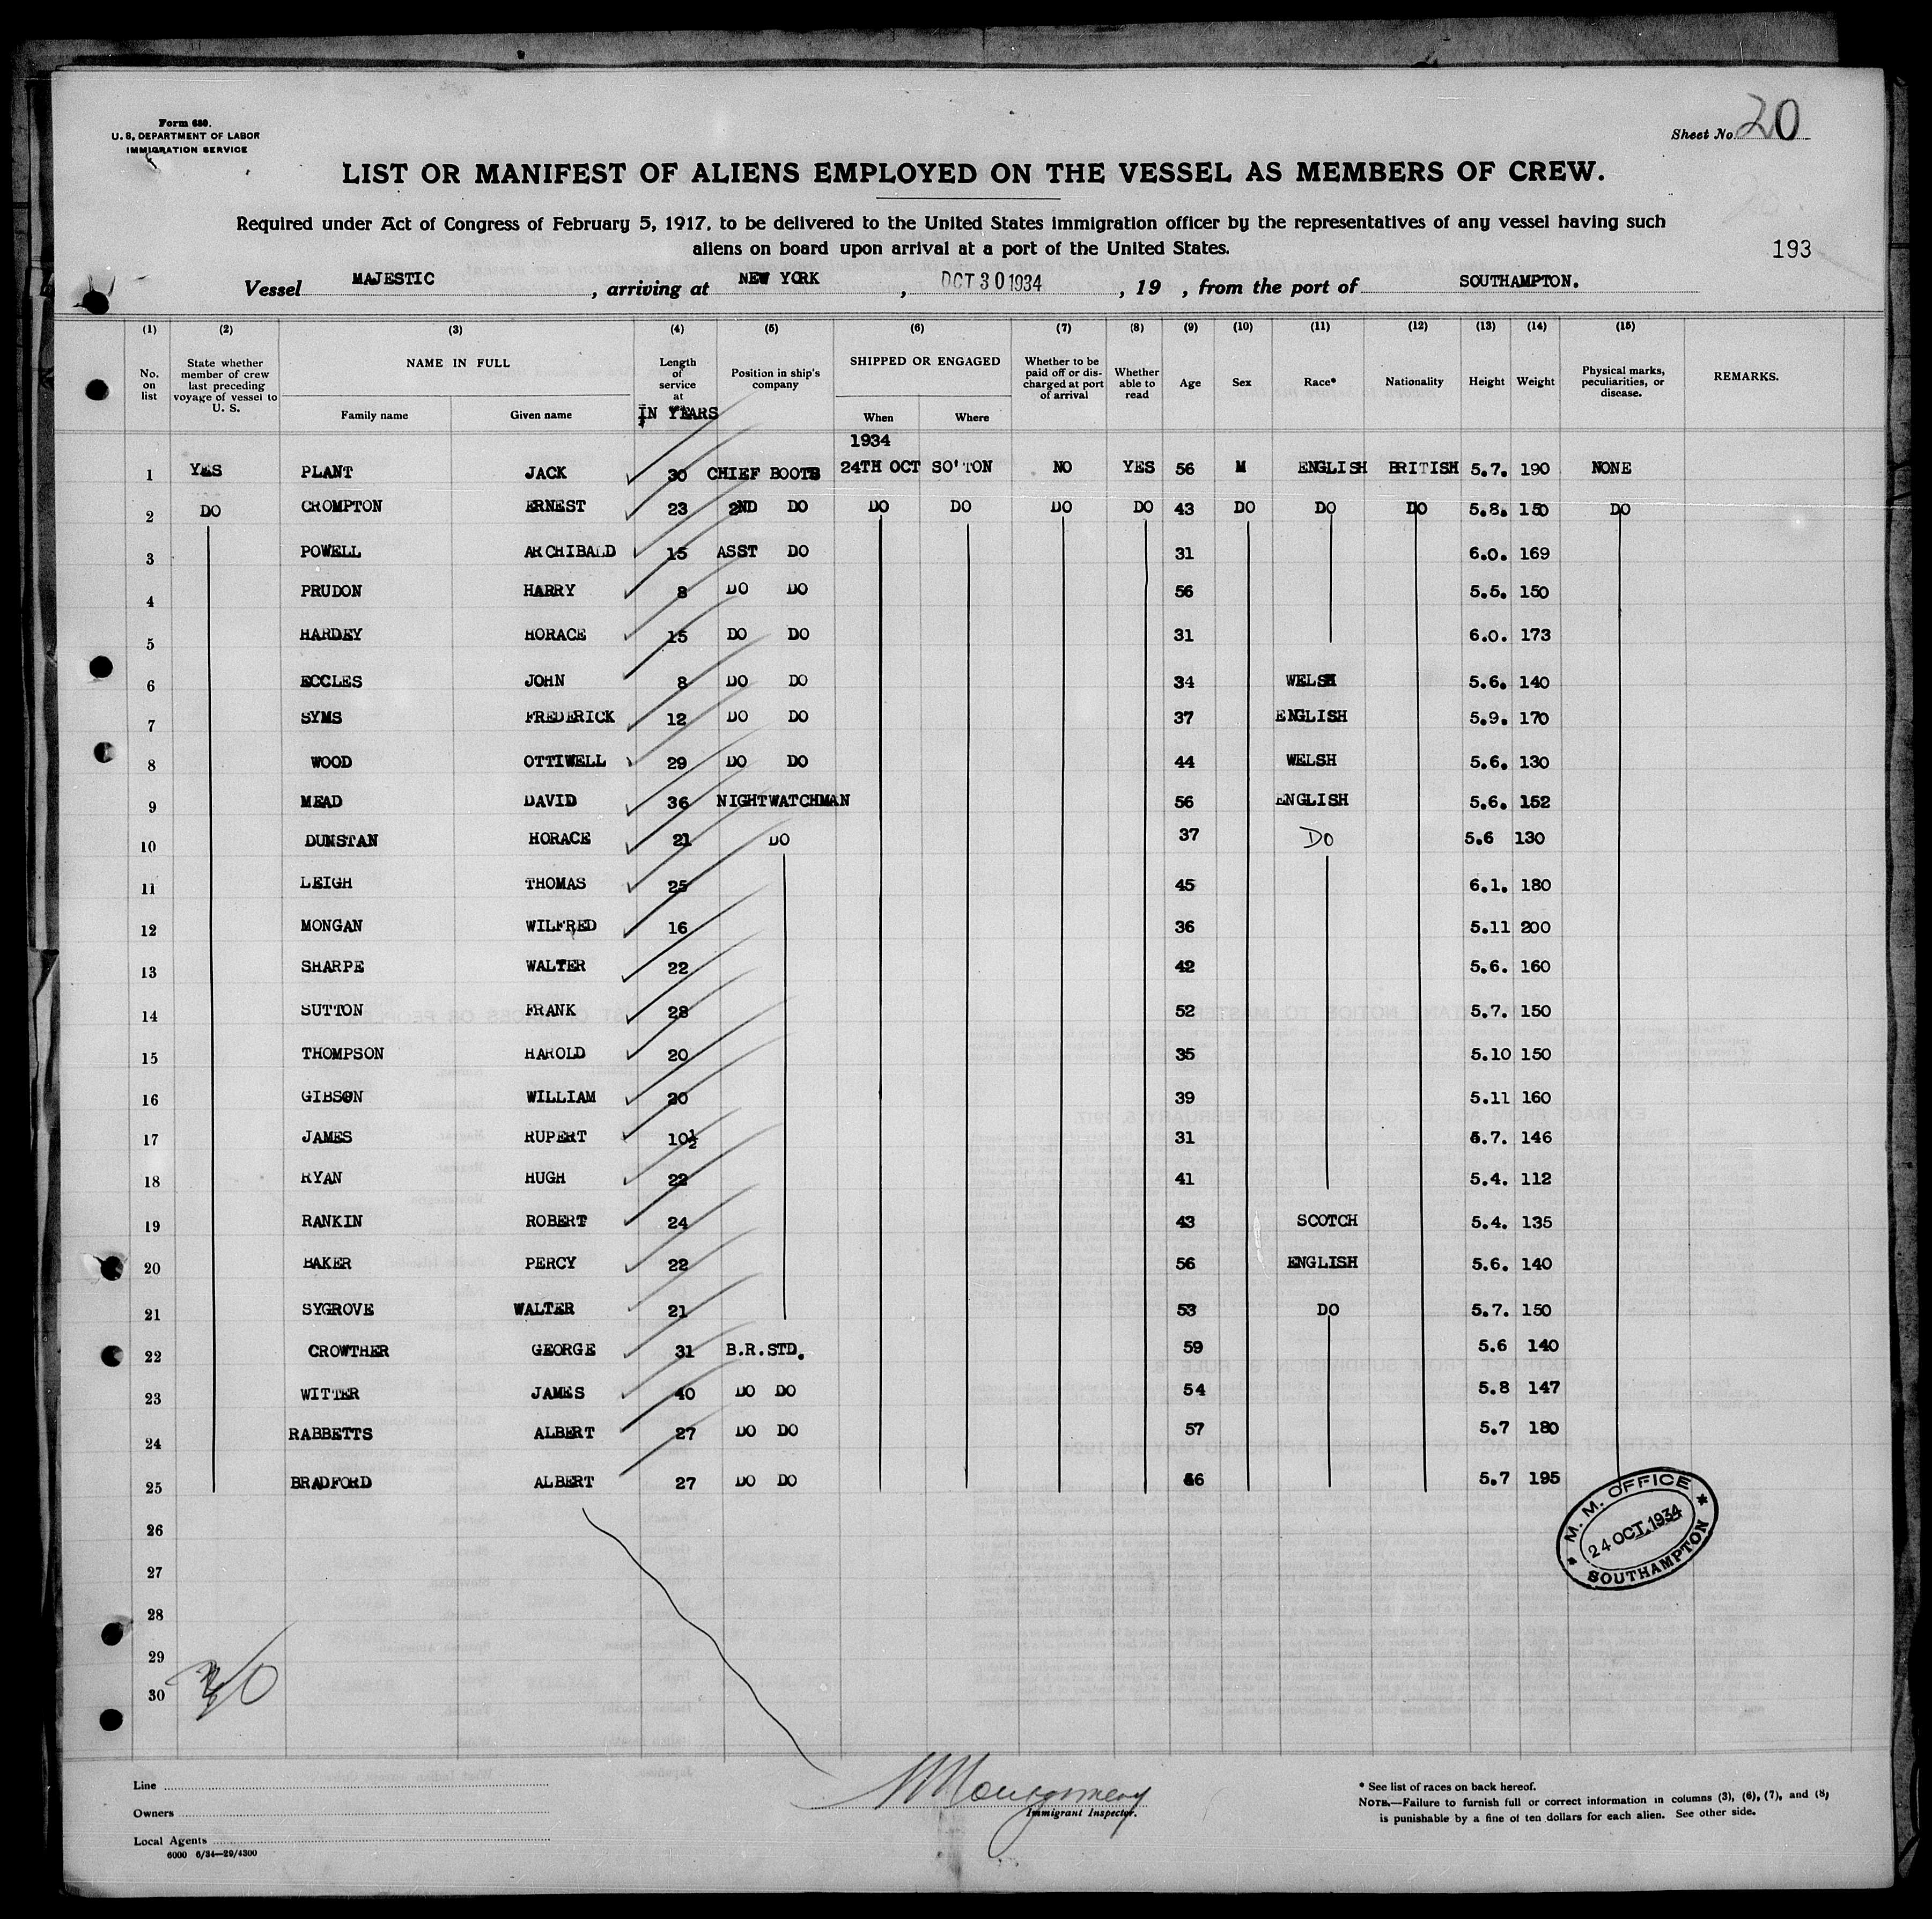 Form 680.
U. S. DEPARTMENT OF LABOR
IMMIGRATION SERVICE
Sheet No. 20
LIST OR MANIFEST OF ALIENS EMPLOYED ON THE VESSEL AS MEMBERS OF CREW.
Required under Act of Congress of February 5, 1917, to be delivered to the United States immigration officer by the representatives of any vessel having such
aliens on board upon arrival at a port of the United States.
193
Vessel MAJESTIC, arriving at NEW YORK, OCT 30 1934, 19 , from the port of SOUTHAMPTON.
(1) (2) (3) (4) (5) (6) (7) (8) (9) (10) (11) (12) (13) (14) (15)
No. on list
State whether member of crew last preceding voyage of vessel to U. S.
NAME IN FULL
Family name
Given name
Length of service at
IN YEARS
Position in ship's company
SHIPPED OR ENGAGED
When
Where
Whether to be paid off or discharged at port of arrival
Whether able to read
Age
Sex
Race*
Nationality
Height
Weight
Physical marks, peculiarities, or disease.
REMARKS.
1934
1 YES PLANT JACK 30 CHIEF BOOTS 24TH OCT SO'TON NO YES 56 M ENGLISH BRITISH 5.7. 190 NONE
2 DO CROMPTON ERNEST 23 2ND DO DO DO DO DO 43 DO DO DO 5.8. 150 DO
3 POWELL ARCHIBALD 15 ASST DO 31 6.0. 169
4 PRUDON HARRY 8 DO DO 56 5.5. 150
5 HARDEY HORACE 15 DO DO 31 6.0. 173
6 ECCLES JOHN 8 DO DO 34 WELSH 5.6. 140
7 SYMS FREDERICK 12 DO DO 37 ENGLISH 5.9. 170
8 WOOD OTTIWELL 29 DO DO 44 WELSH 5.6. 130
9 MEAD DAVID 36 NIGHTWATCHMAN 56 ENGLISH 5.6. 152
10 DUNSTAN HORACE 21 DO 37 DO 5.6 130
11 LEIGH THOMAS 25 45 6.1. 180
12 MONGAN WILFRED 16 36 5.11 200
13 SHARPE WALTER 22 42 5.6. 160
14 SUTTON FRANK 28 52 5.7. 150
15 THOMPSON HAROLD 20 35 5.10 150
16 GIBSON WILLIAM 20 39 5.11 160
17 JAMES RUPERT 10½ 31 5.7. 146
18 RYAN HUGH 22 41 5.4. 112
19 RANKIN ROBERT 24 43 SCOTCH 5.4. 135
20 BAKER PERCY 22 56 ENGLISH 5.6. 140
21 SYGROVE WALTER 21 53 DO 5.7. 150
22 CROWTHER GEORGE 31 B.R.STD. 59 5.6 140
23 WITTER JAMES 40 DO DO 54 5.8 147
24 RABBETTS ALBERT 27 DO DO 57 5.7 180
25 BRADFORD ALBERT 27 DO DO 5.7 195
26
27
28
29
30
M. M. OFFICE
24 OCT. 1934
SOUTHAMPTON
Line
Owners
Local Agents
6000 6/34—29/4300
Montgomery
Immigrant Inspector.
* See list of races on back hereof.
NOTE.—Failure to furnish full or correct information in columns (3), (6), (7), and (8)
is punishable by a fine of ten dollars for each alien. See other side.